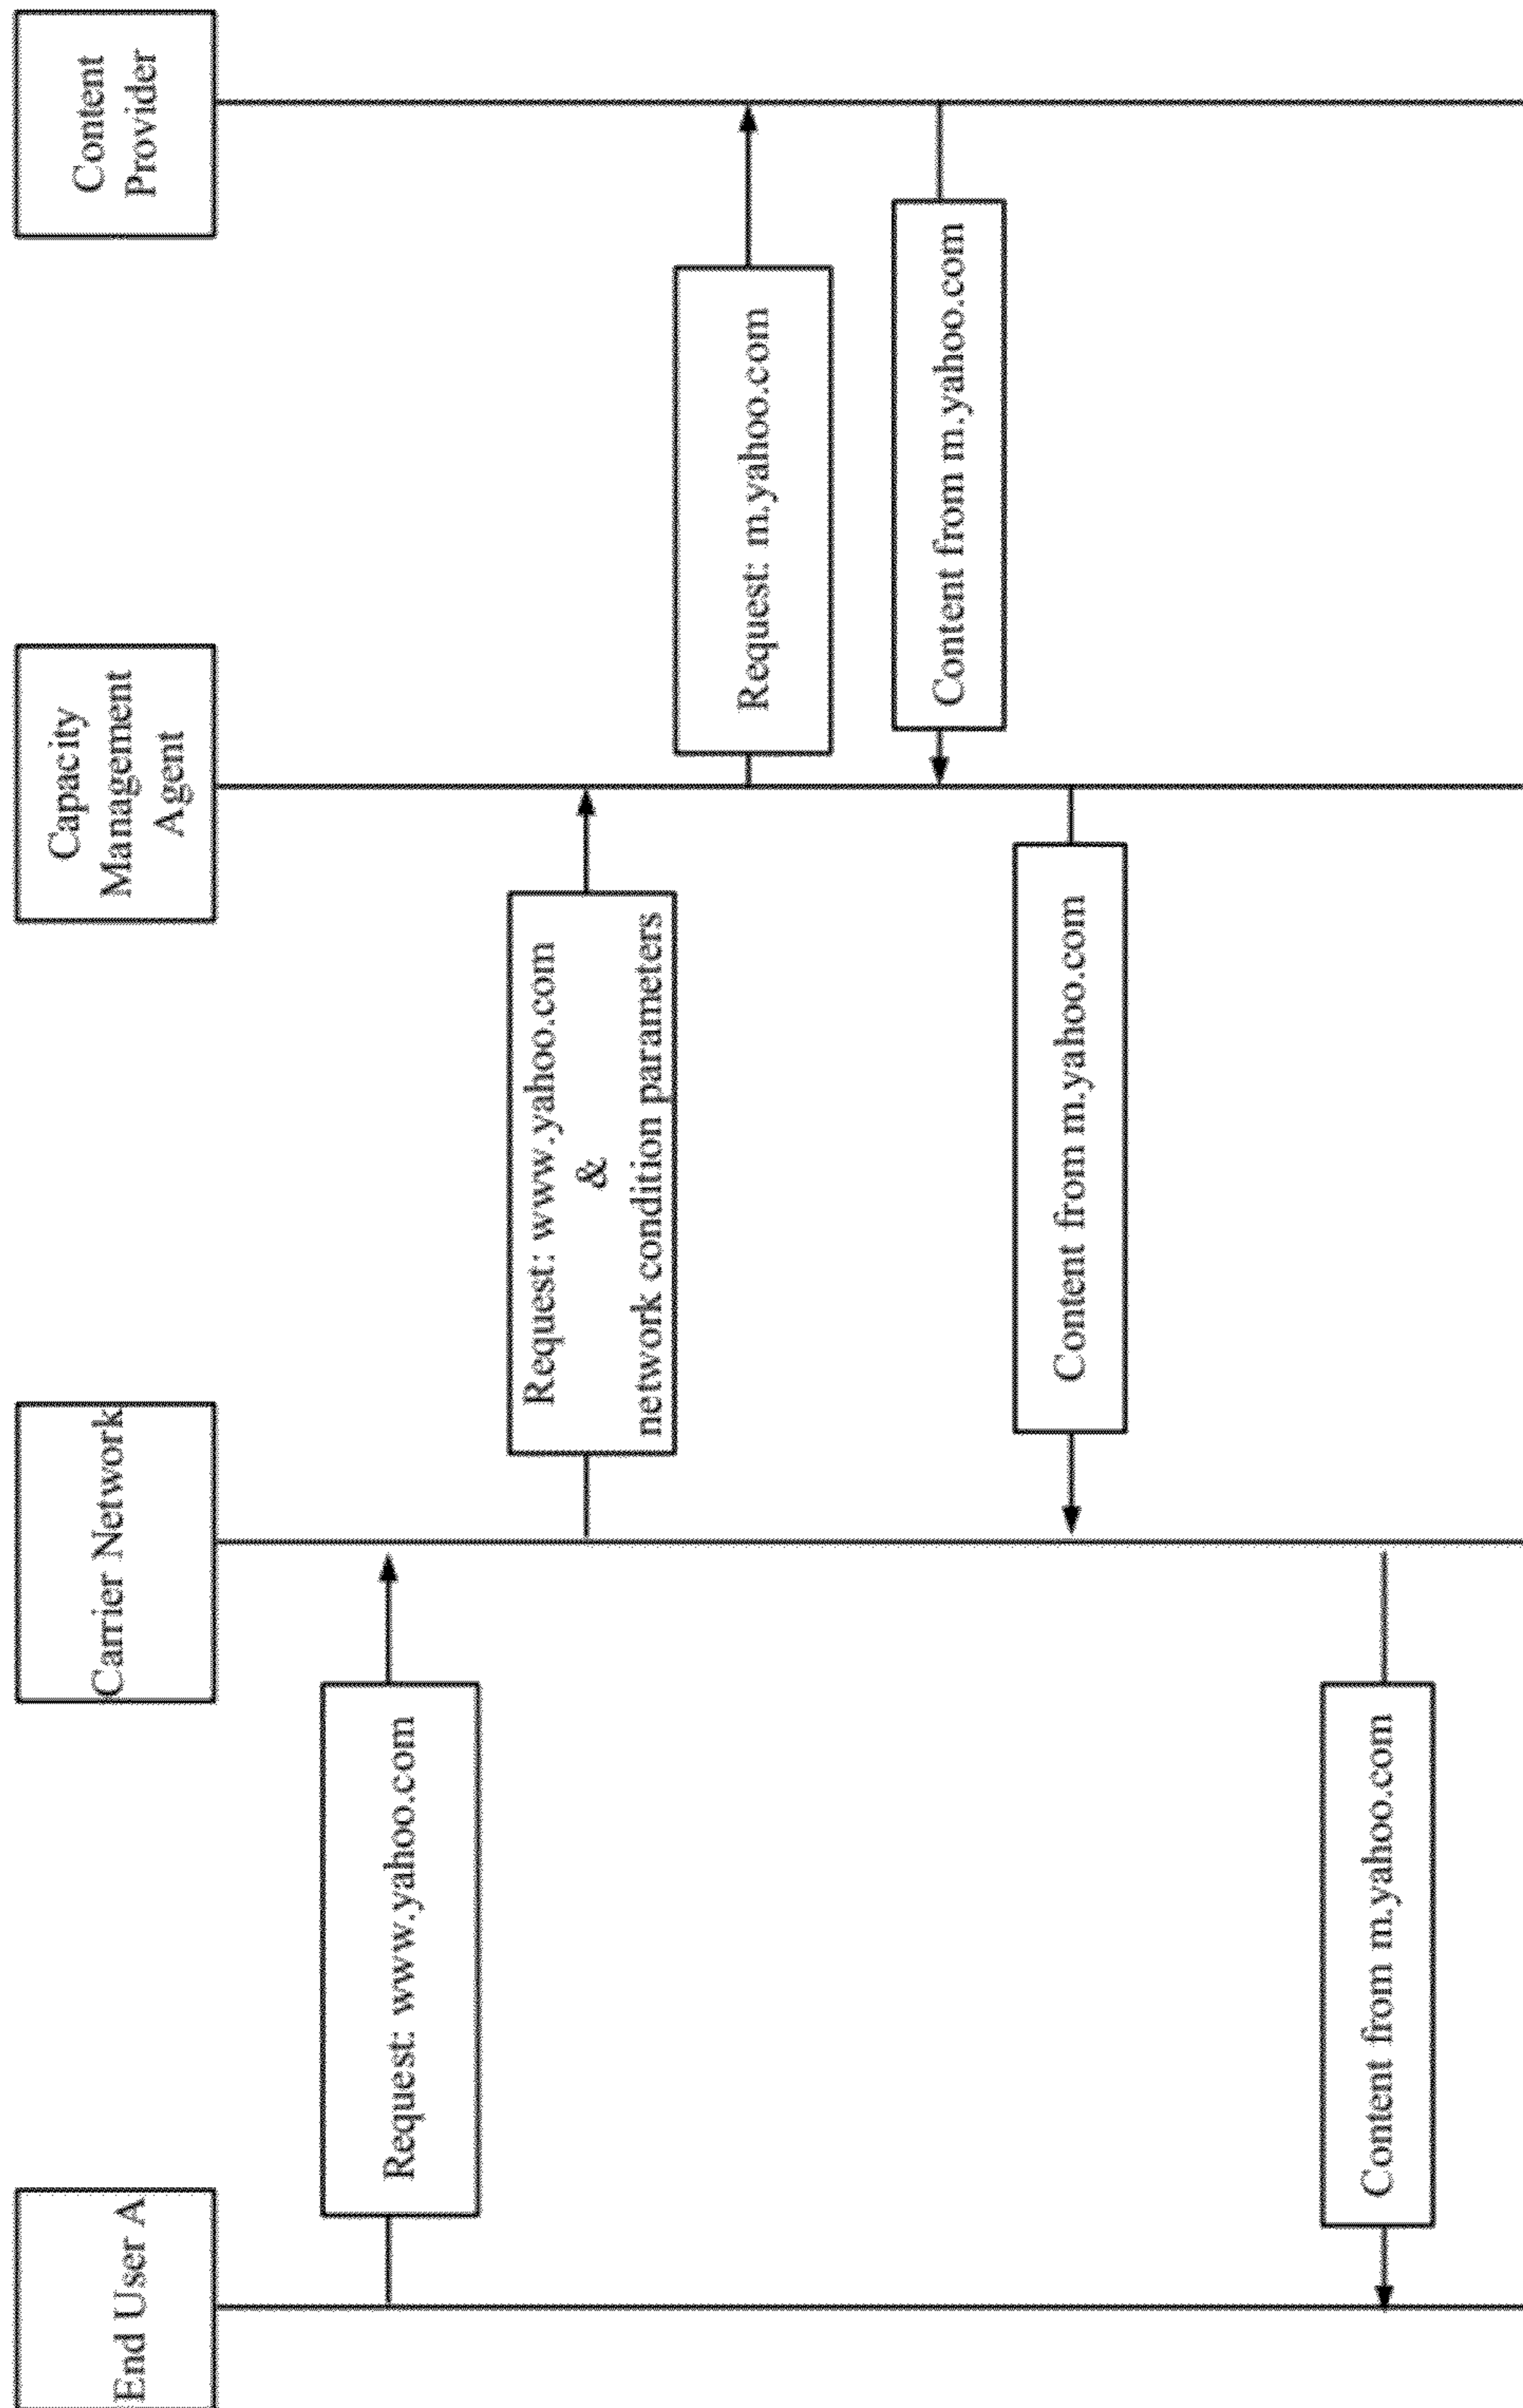 End User A
Carrier Network
Capacity
Management
Agent
Content
Provider
Request: www.yahoo.com
Request: www.yahoo.com
&
network condition parameters
Request: m.yahoo.com
Content from m.yahoo.com
Content from m.yahoo.com
Content from m.yahoo.com